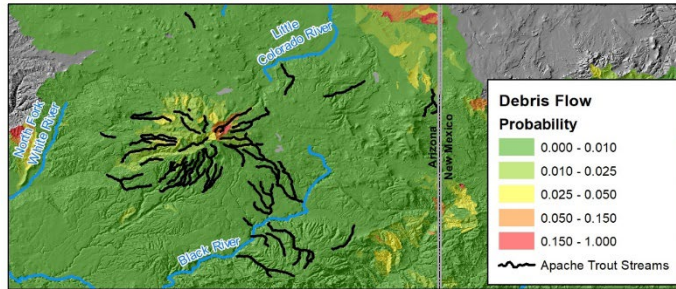 Little
Colorado River
North Fork
White River
Black River
Arizona
New Mexico
Debris Flow
Probability
0.000 - 0.010
0.010 - 0.025
0.025 - 0.050
0.050 - 0.150
0.150 - 1.000
Apache Trout Streams